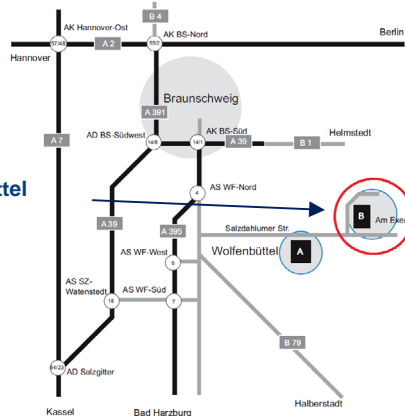 B 4
AK Hannover-Ost
57/48
A 2
55/2
AK BS-Nord
Berlin
Hannover
A 7
Braunschweig
A 391
AD BS-Südwest
AK BS-Süd
14/6
14/1
A 39
B 1
Helmstedt
ttel
4
AS WF-Nord
B
Am Exer
A 39
A 395
Salzdahlumer Str.
AS WF-West
6
Wolfenbüttel
A
AS SZ-
Watenstedt
AS WF-Süd
18
7
B 79
64/23
AD Salzgitter
Kassel
Bad Harzburg
Halberstadt